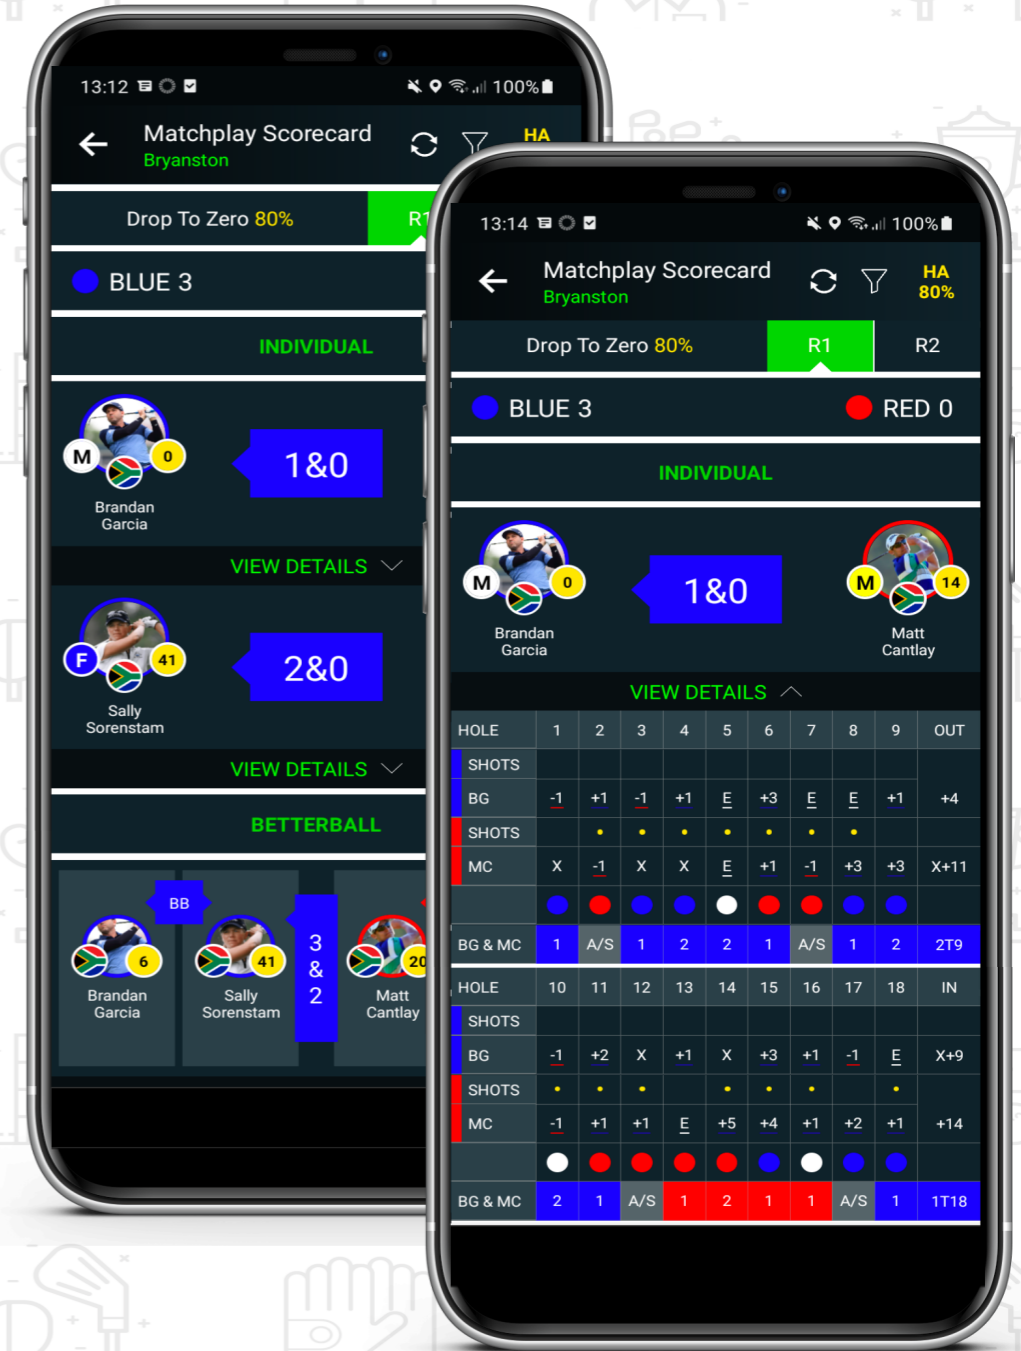 13:12 100%
Matchplay Scorecard HA
Bryanston
Drop To Zero 80%
BLUE 3
INDIVIDUAL
M 0
1&0
Brandan
Garcia
VIEW DETAILS
F 41
2&0
Sally
Sorenstam
VIEW DETAILS
BETTERBALL
BB
6 41 20
3
&
2
Brandan
Garcia
Sally
Sorenstam
Matt
Cantlay
13:14 100%
Matchplay Scorecard HA
Bryanston 80%
Drop To Zero 80% R1 R2
BLUE 3 RED 0
INDIVIDUAL
M 0 1&0 M 14
Brandan
Garcia
Matt
Cantlay
VIEW DETAILS
HOLE 1 2 3 4 5 6 7 8 9 OUT
SHOTS
BG -1 +1 -1 +1 E +3 E E +1 +4
SHOTS • • • • • • •
MC X -1 X X E +1 -1 +3 +3 X+11
BG & MC 1 A/S 1 2 2 1 A/S 1 2 2T9
HOLE 10 11 12 13 14 15 16 17 18 IN
SHOTS
BG -1 +2 X +1 X +3 +1 -1 E X+9
SHOTS • • • • • • •
MC -1 +1 +1 E +5 +4 +1 +2 +1 +14
BG & MC 2 1 A/S 1 2 1 1 A/S 1 1T18